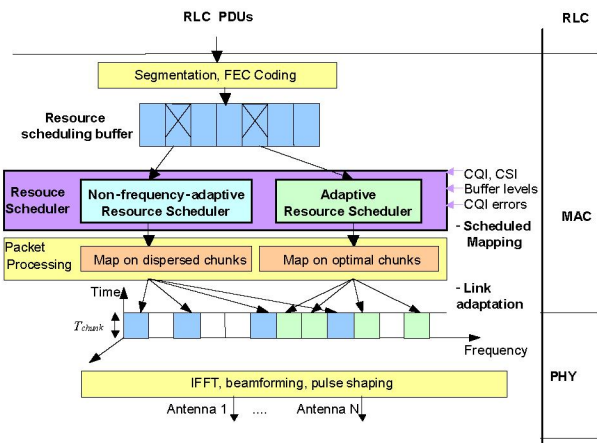 RLC PDUs
RLC
Segmentation, FEC Coding
Resource
scheduling buffer
CQI, CSI
Buffer levels
CQI errors
Resouce
Scheduler
Non-frequency-adaptive
Resource Scheduler
Adaptive
Resource Scheduler
MAC
- Scheduled
Mapping
Packet
Processing
Map on dispersed chunks
Map on optimal chunks
- Link
adaptation
Time
Tchunk
Frequency
PHY
IFFT, beamforming, pulse shaping
Antenna 1 .... Antenna N